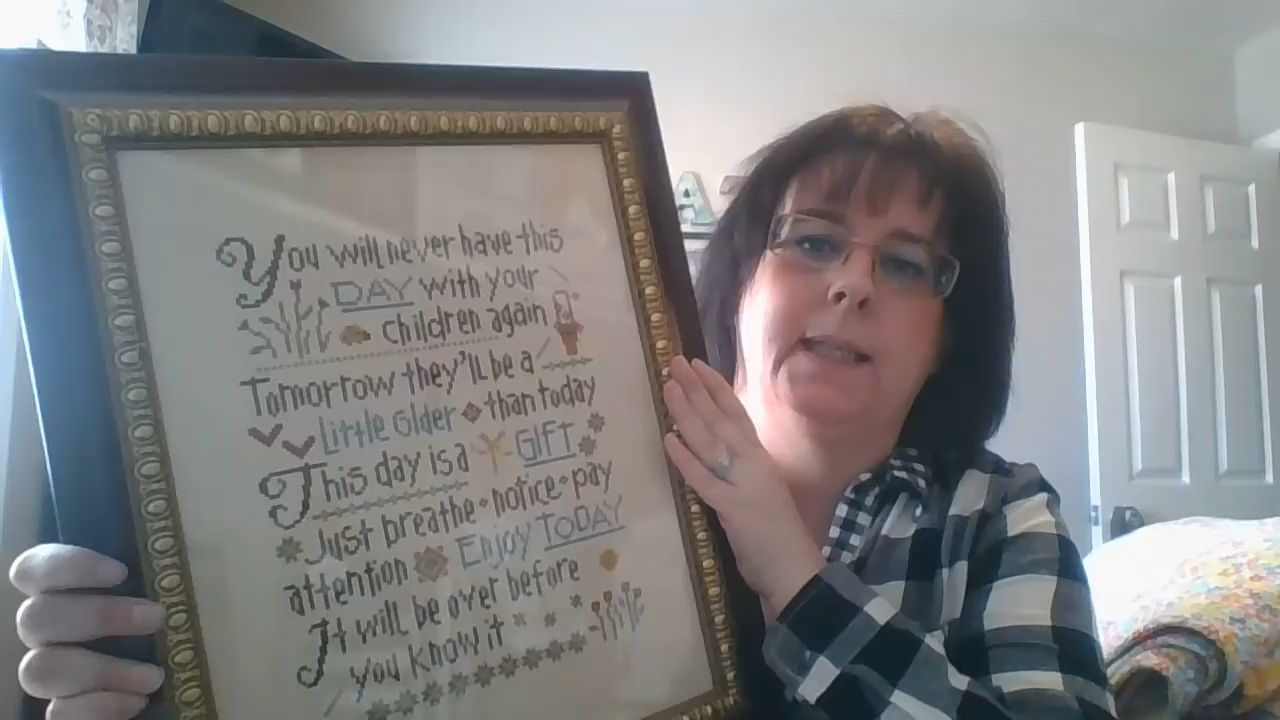 You will never have this
DAY with your
children again
Tomorrow they'll be a
Little older than today
This day is a GIFT
Just breathe • notice • pay
attention Enjoy TODAY
It will be over before
you know it
A